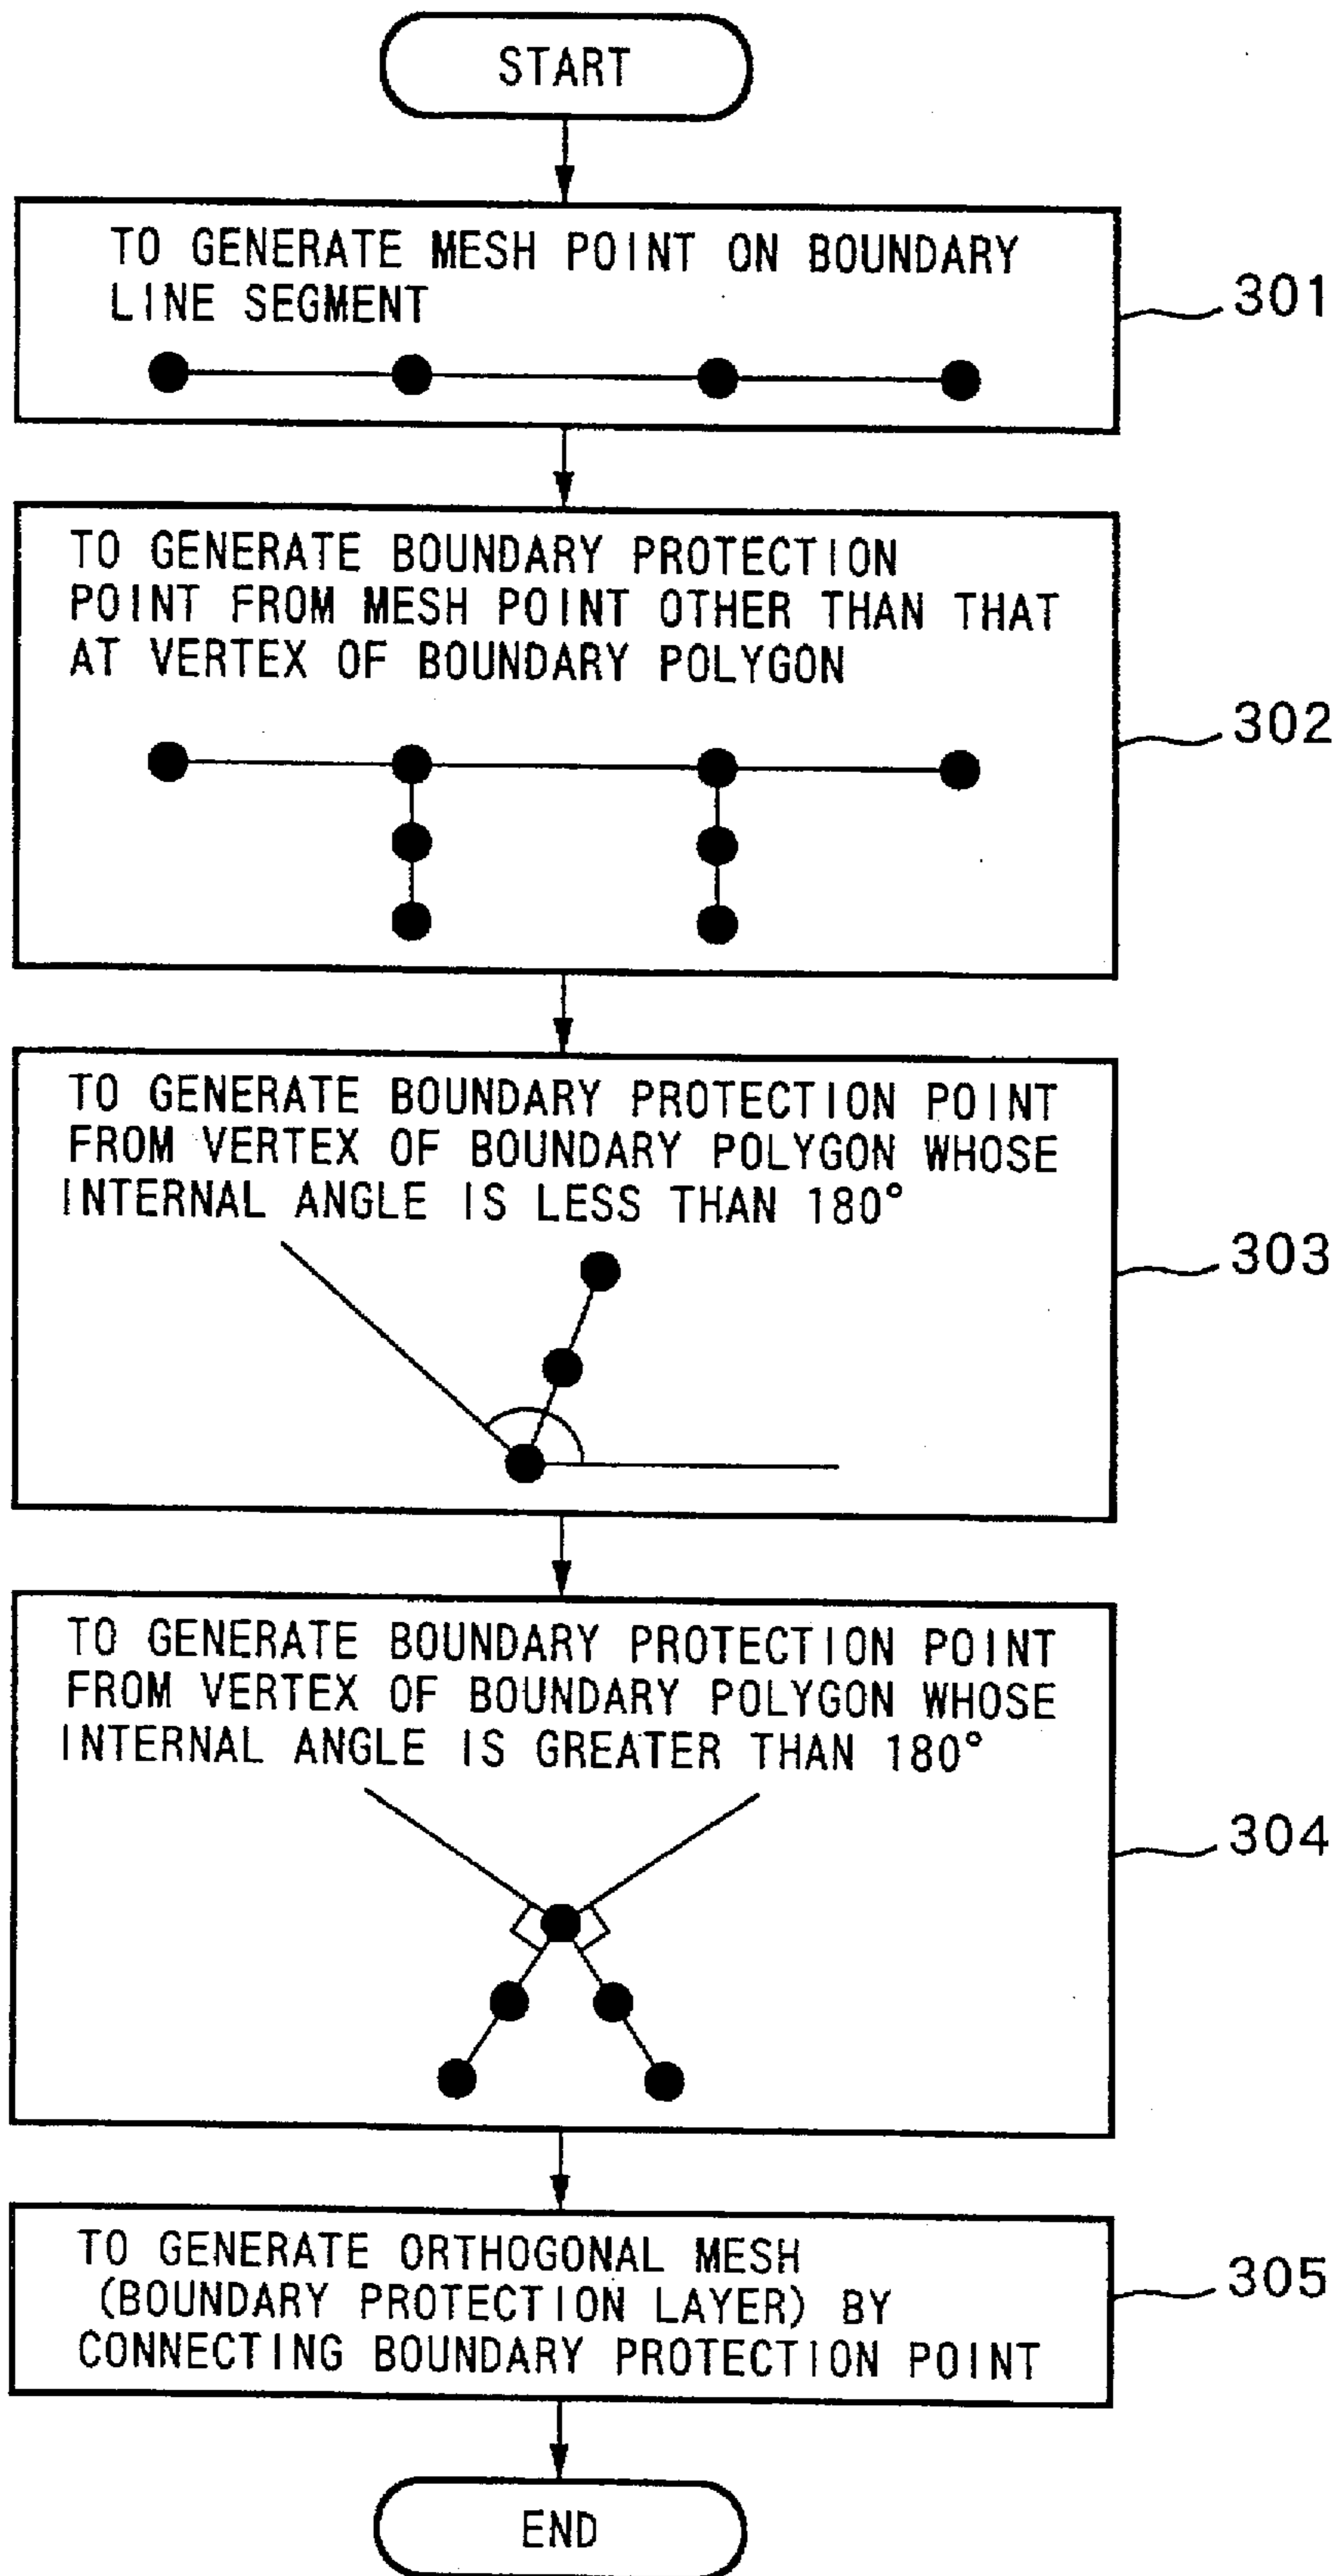 START
TO GENERATE MESH POINT ON BOUNDARY
LINE SEGMENT
301
TO GENERATE BOUNDARY PROTECTION
POINT FROM MESH POINT OTHER THAN THAT
AT VERTEX OF BOUNDARY POLYGON
302
TO GENERATE BOUNDARY PROTECTION POINT
FROM VERTEX OF BOUNDARY POLYGON WHOSE
INTERNAL ANGLE IS LESS THAN 180°
303
TO GENERATE BOUNDARY PROTECTION POINT
FROM VERTEX OF BOUNDARY POLYGON WHOSE
INTERNAL ANGLE IS GREATER THAN 180°
304
TO GENERATE ORTHOGONAL MESH
(BOUNDARY PROTECTION LAYER) BY
CONNECTING BOUNDARY PROTECTION POINT
305
END